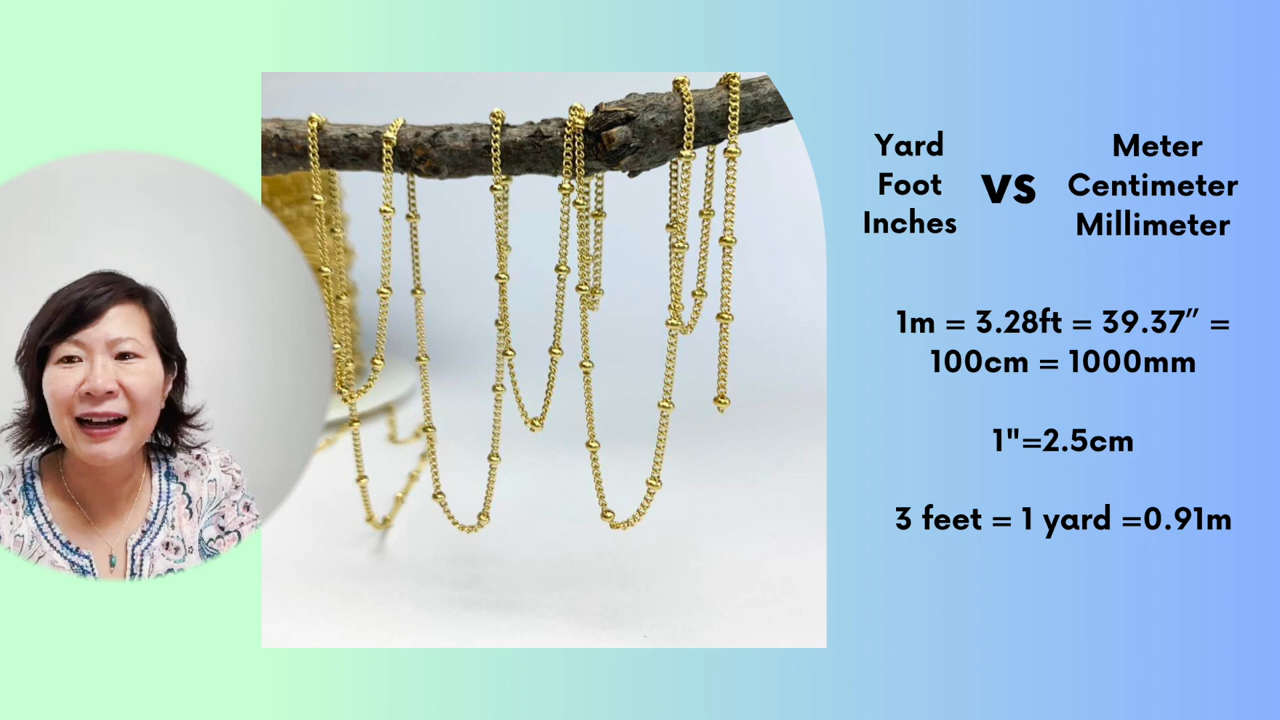 Yard
Foot
Inches
vs
Meter
Centimeter
Millimeter
1m = 3.28ft = 39.37” =
100cm = 1000mm
1"=2.5cm
3 feet = 1 yard =0.91m